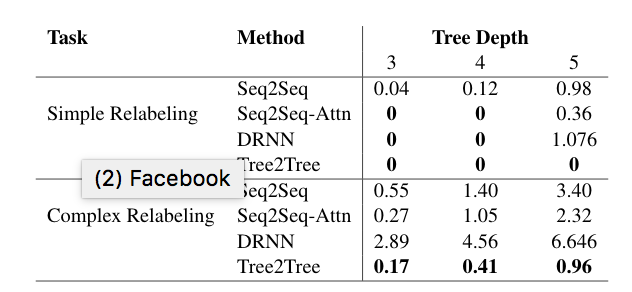 Task Method Tree Depth
3 4 5
Seq2Seq 0.04 0.12 0.98
Simple Relabeling Seq2Seq-Attn 0 0 0.36
DRNN 0 0 1.076
Tree2Tree 0 0 0
(2) Facebook
Seq2Seq 0.55 1.40 3.40
Complex Relabeling Seq2Seq-Attn 0.27 1.05 2.32
DRNN 2.89 4.56 6.646
Tree2Tree 0.17 0.41 0.96